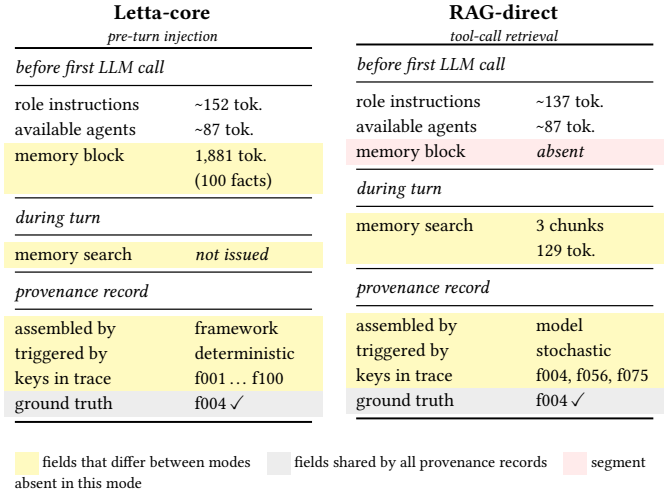 Letta-core
pre-turn injection
before first LLM call
role instructions ~152 tok.
available agents ~87 tok.
memory block 1,881 tok.
(100 facts)
during turn
memory search not issued
provenance record
assembled by framework
triggered by deterministic
keys in trace f001 … f100
ground truth f004 ✓
RAG-direct
tool-call retrieval
before first LLM call
role instructions ~137 tok.
available agents ~87 tok.
memory block absent
during turn
memory search 3 chunks
129 tok.
provenance record
assembled by model
triggered by stochastic
keys in trace f004, f056, f075
ground truth f004 ✓
fields that differ between modes fields shared by all provenance records segment
absent in this mode